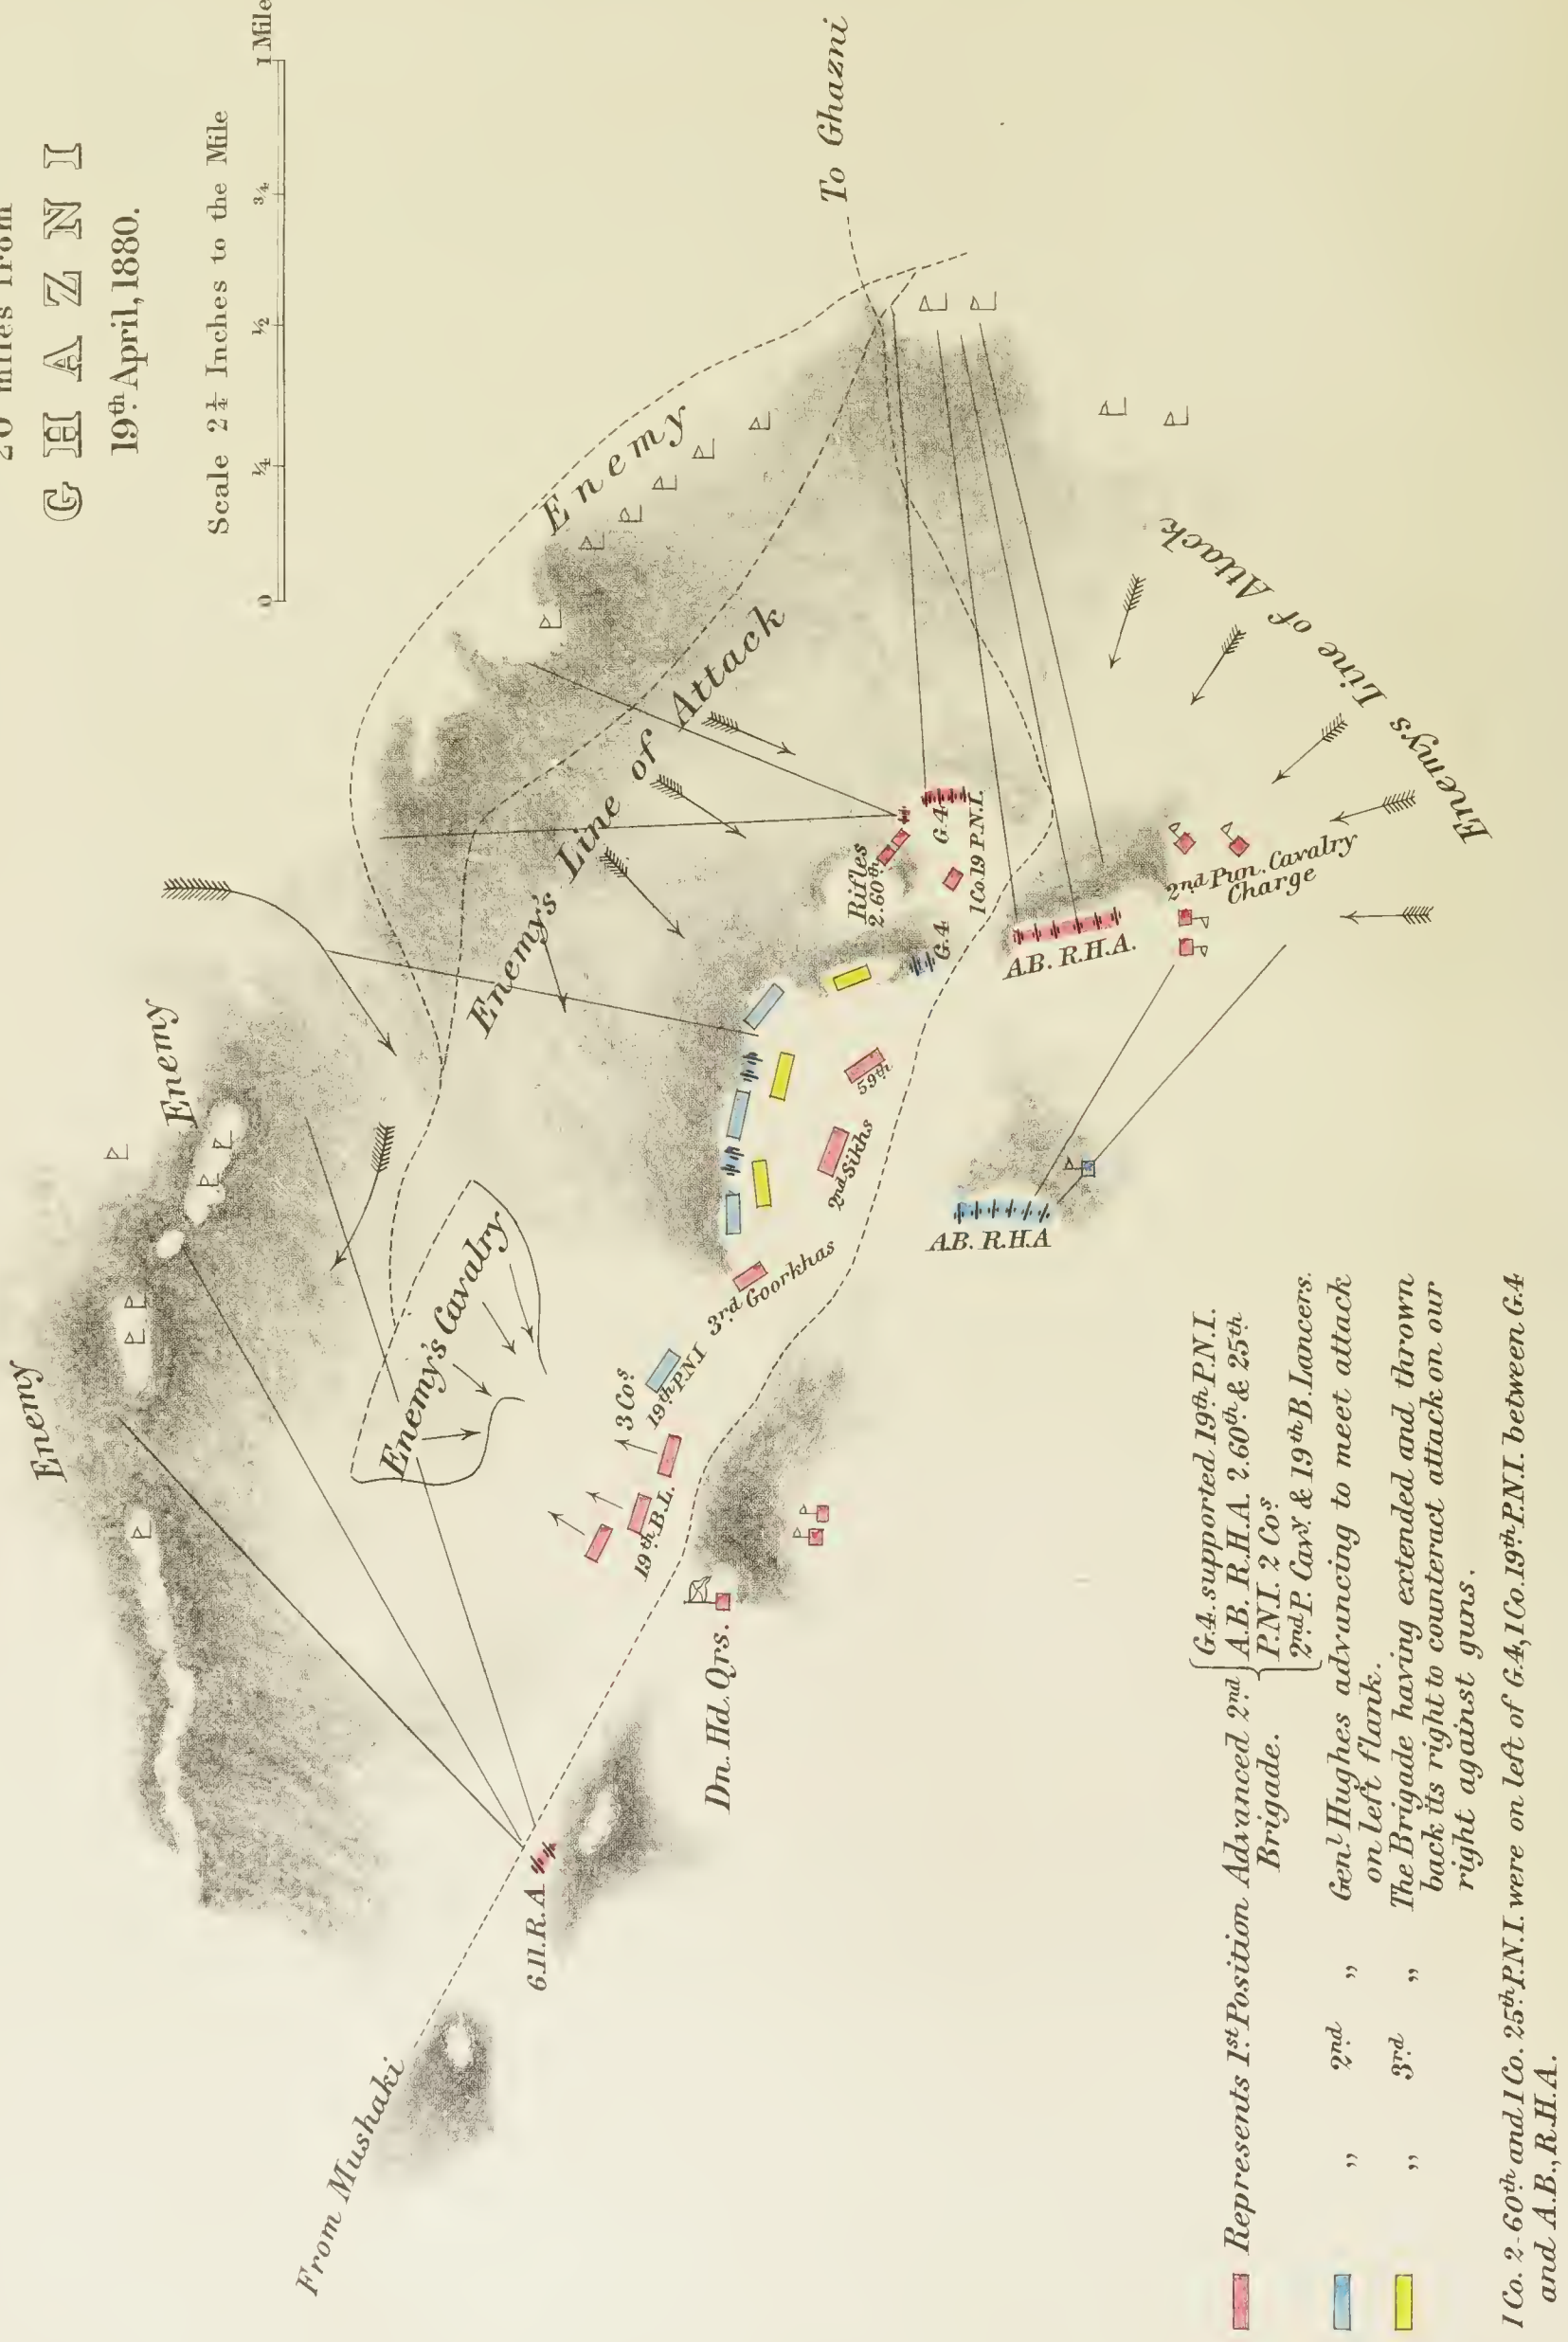 20 miles from
GHAZNI
19th April, 1880.
Scale 2¼ Inches to the Mile
0 ¼ ½ ¾ 1 Mile
Enemy
Enemy
Enemy
Enemy's Cavalry
Enemy's Line of Attack
To Ghazni
From Mushaki
6.11.R.A
Dn. Hd. Qrs.
19th B.L.
3 Cos
19th P.N.I
3rd Goorkhas
2nd Sikhs
59th
Rifles
2.60th
G.4
1 Co. 19 P.N.I.
G.4
A.B. R.H.A.
A.B. R.H.A
2nd Pun. Cavalry
Charge
Enemys Line of Attack
Represents 1st Position Advanced 2nd Brigade.
G.4. supported 19th P.N.I.
A.B. R.H.A. 2.60th & 25th
P.N.I. 2 Cos
2nd P. Cavy. & 19th B. Lancers.
„ 2nd „ Genl Hughes advancing to meet attack
on left flank.
„ 3rd „ The Brigade having extended and thrown
back its right to counteract attack on our
right against guns.
1 Co. 2-60th and 1 Co. 25th P.N.I. were on left of G.4, 1 Co. 19th P.N.I. between G.4
and A.B., R.H.A.